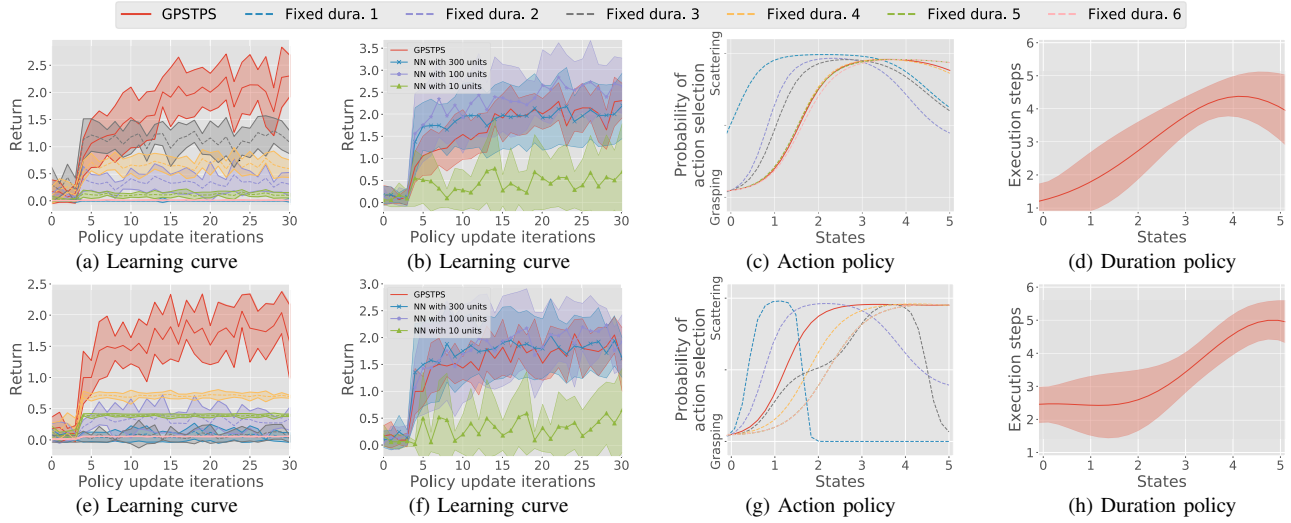 GPSTPS Fixed dura. 1 Fixed dura. 2 Fixed dura. 3 Fixed dura. 4 Fixed dura. 5 Fixed dura. 6
Return
2.5
2.0
1.5
1.0
0.5
0.0
0 5 10 15 20 25 30
Policy update iterations
(a) Learning curve
Return
3.5
3.0
2.5
2.0
1.5
1.0
0.5
0.0
GPSTPS
NN with 300 units
NN with 100 units
NN with 10 units
0 5 10 15 20 25 30
Policy update iterations
(b) Learning curve
Probability of
action selection
Scattering
Grasping
0 1 2 3 4 5
States
(c) Action policy
Execution steps
6
5
4
3
2
1
0 1 2 3 4 5
States
(d) Duration policy
Return
2.5
2.0
1.5
1.0
0.5
0.0
0 5 10 15 20 25 30
Policy update iterations
(e) Learning curve
Return
3.0
2.5
2.0
1.5
1.0
0.5
0.0
GPSTPS
NN with 300 units
NN with 100 units
NN with 10 units
0 5 10 15 20 25 30
Policy update iterations
(f) Learning curve
Probability of
action selection
Scattering
Grasping
0 1 2 3 4 5
States
(g) Action policy
Execution steps
6
5
4
3
2
1
0 1 2 3 4 5
States
(h) Duration policy